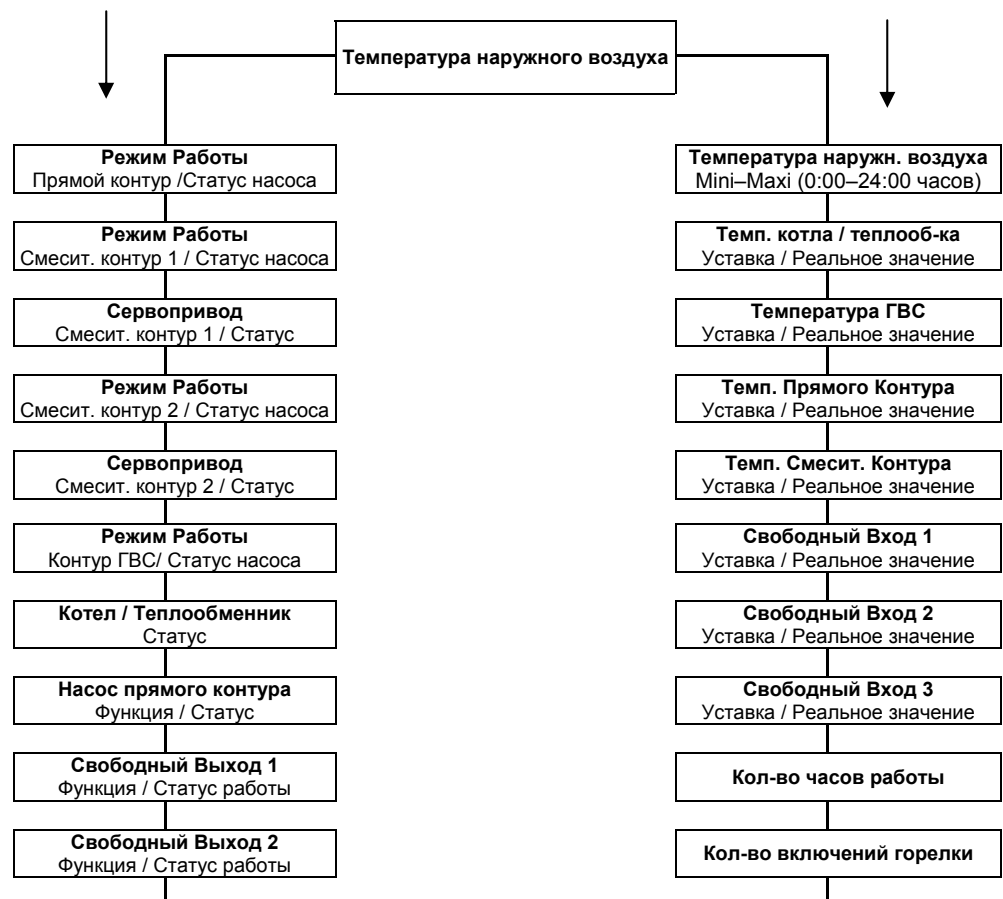 Температура наружного воздуха
Режим Работы
Прямой контур /Статус насоса
Режим Работы
Смесит. контур 1 / Статус насоса
Сервопривод
Смесит. контур 1 / Статус
Режим Работы
Смесит. контур 2 / Статус насоса
Сервопривод
Смесит. контур 2 / Статус
Режим Работы
Контур ГВС/ Статус насоса
Котел / Теплообменник
Статус
Насос прямого контура
Функция / Статус
Свободный Выход 1
Функция / Статус работы
Свободный Выход 2
Функция / Статус работы
Температура наружн. воздуха
Mini–Maxi (0:00–24:00 часов)
Темп. котла / теплооб-ка
Уставка / Реальное значение
Температура ГВС
Уставка / Реальное значение
Темп. Прямого Контура
Уставка / Реальное значение
Темп. Смесит. Контура
Уставка / Реальное значение
Свободный Вход 1
Уставка / Реальное значение
Свободный Вход 2
Уставка / Реальное значение
Свободный Вход 3
Уставка / Реальное значение
Кол-во часов работы
Кол-во включений горелки